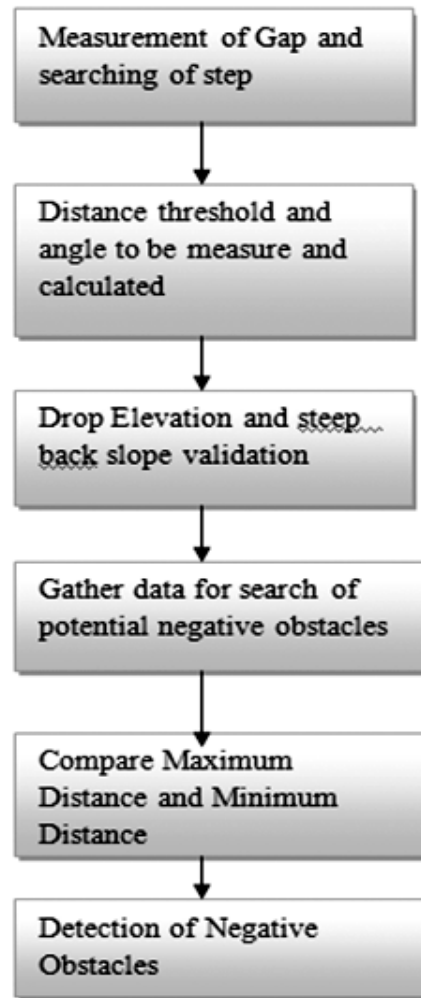 Measurement of Gap and
searching of step
Distance threshold and
angle to be measure and
calculated
Drop Elevation and steep
back slope validation
Gather data for search of
potential negative obstacles
Compare Maximum
Distance and Minimum
Distance
Detection of Negative
Obstacles